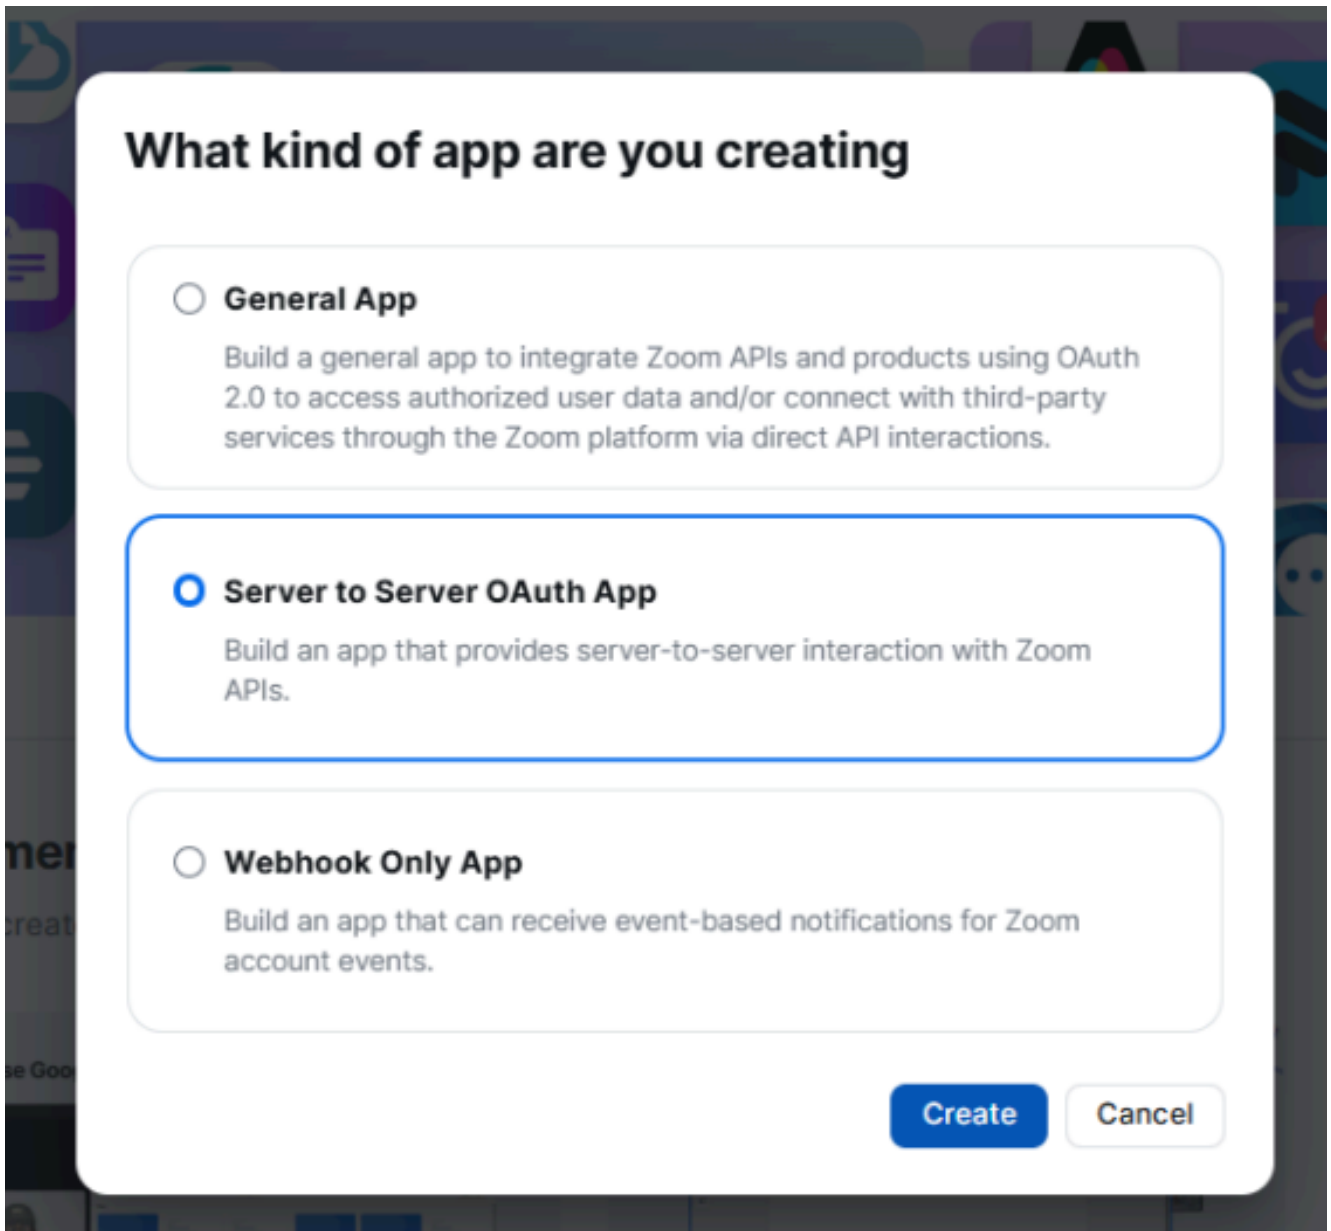 What kind of app are you creating
General App
Build a general app to integrate Zoom APIs and products using OAuth
2.0 to access authorized user data and/or connect with third-party
services through the Zoom platform via direct API interactions.
Server to Server OAuth App
Build an app that provides server-to-server interaction with Zoom
APIs.
Webhook Only App
Build an app that can receive event-based notifications for Zoom
account events.
Create
Cancel